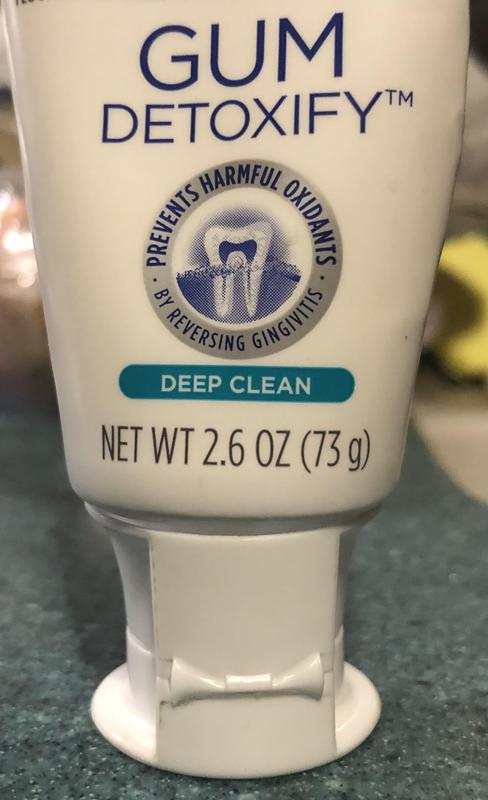 GUM
DETOXIFY™
PREVENTS HARMFUL OXIDANTS
· BY REVERSING GINGIVITIS ·
DEEP CLEAN
NET WT 2.6 OZ (73 g)